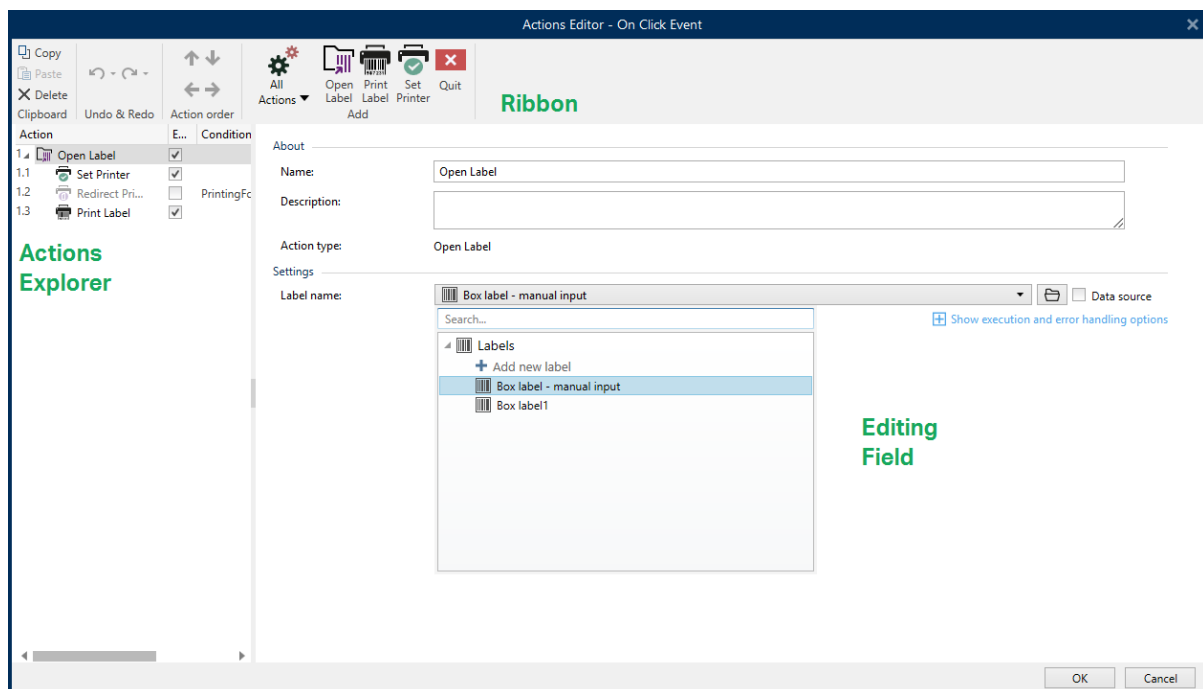 Actions Editor - On Click Event
Copy
Paste
Delete
Clipboard
Undo & Redo
Action order
All
Actions
Open
Label
Print
Label
Set
Printer
Quit
Add
Ribbon
Action E... Condition
1 Open Label
1.1 Set Printer
1.2 Redirect Pri... PrintingFo
1.3 Print Label
Actions
Explorer
About
Name: Open Label
Description:
Action type: Open Label
Settings
Label name: Box label - manual input Data source
Search...
Show execution and error handling options
Labels
Add new label
Box label - manual input
Box label1
Editing
Field
OK Cancel